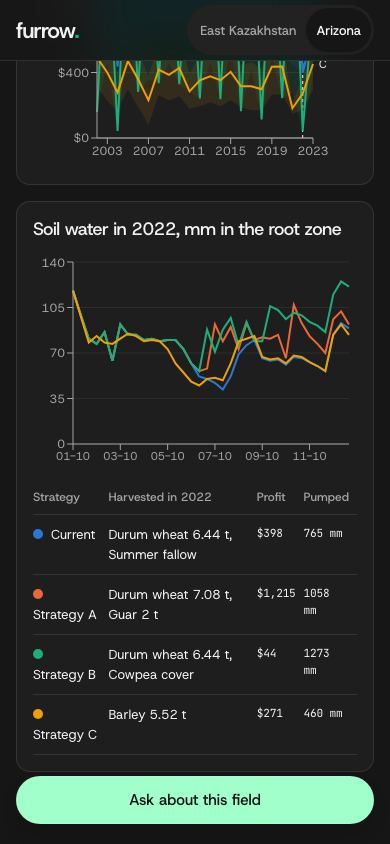 furrow.
East Kazakhstan
Arizona
C
$400
$0
2003 2007 2011 2015 2019 2023
Soil water in 2022, mm in the root zone
140
105
70
35
0
01-10 03-10 05-10 07-10 09-10 11-10
Strategy Harvested in 2022 Profit Pumped
Current Durum wheat 6.44 t, $398 765 mm
Summer fallow
Durum wheat 7.08 t, $1,215 1058
Strategy A Guar 2 t mm
Durum wheat 6.44 t, $44 1273
Strategy B Cowpea cover mm
Barley 5.52 t $271 460 mm
Strategy C
Ask about this field